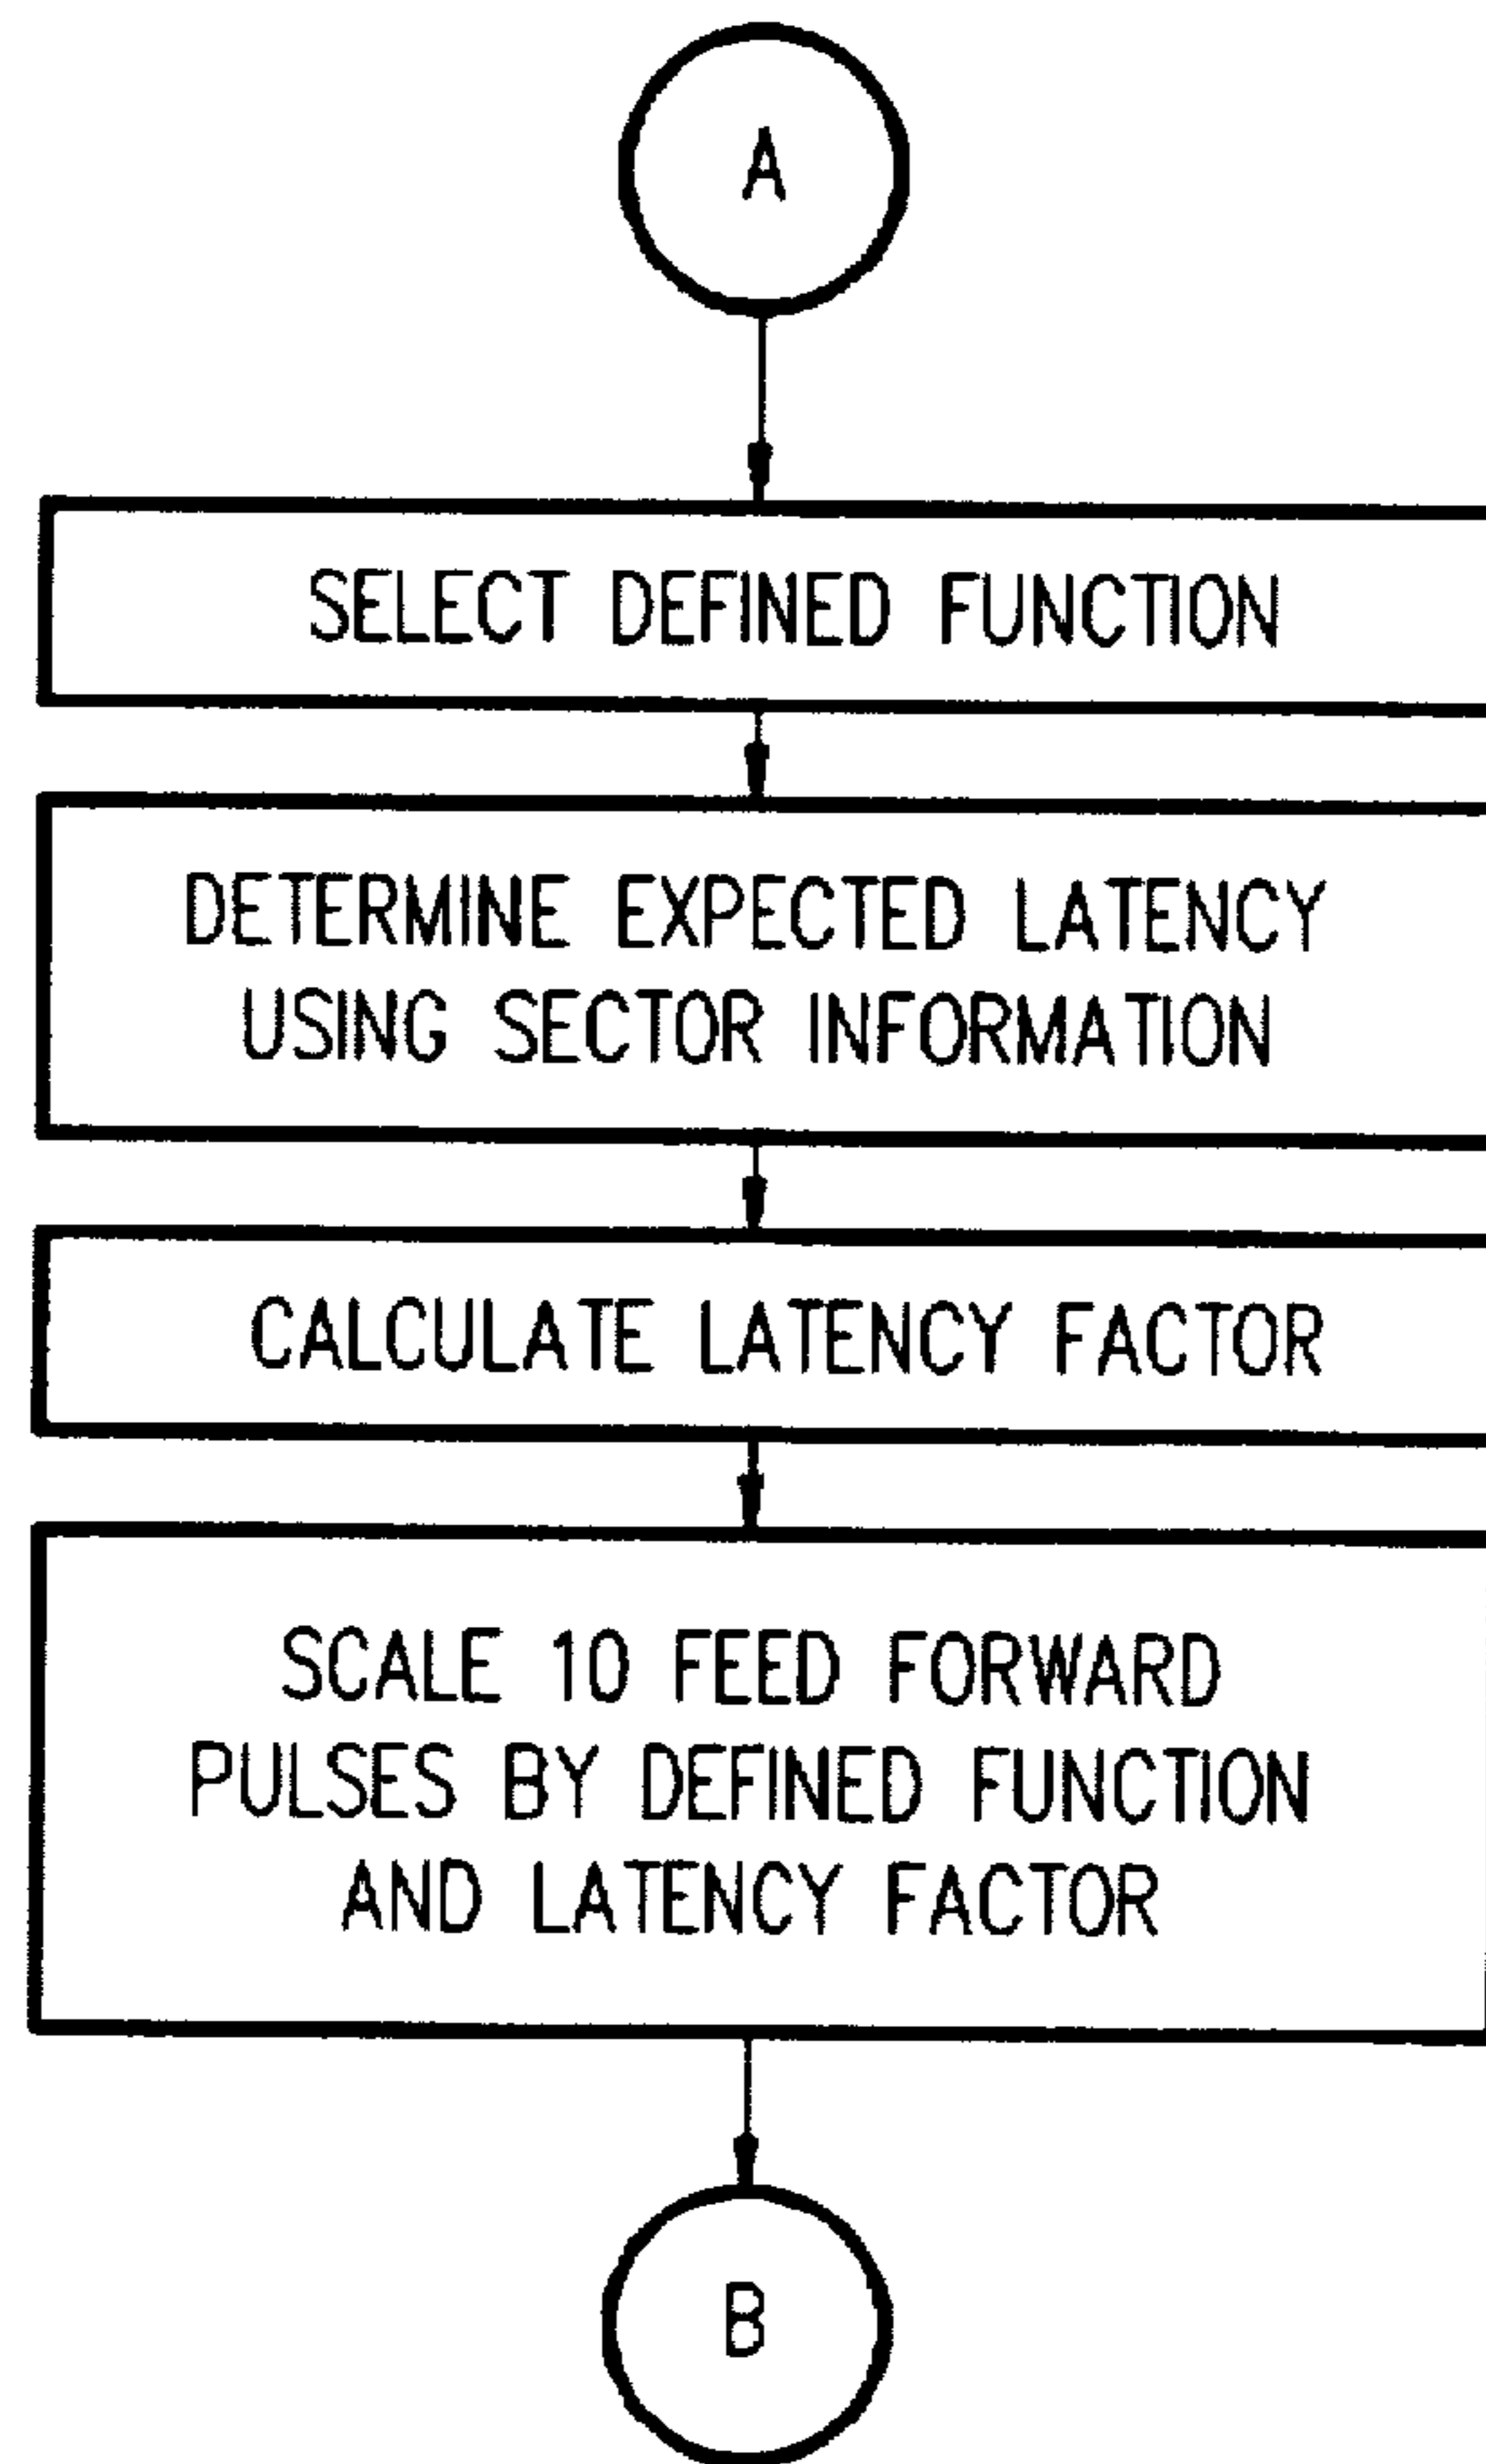 A
SELECT DEFINED FUNCTION
DETERMINE EXPECTED LATENCY
USING SECTOR INFORMATION
CALCULATE LATENCY FACTOR
SCALE 10 FEED FORWARD
PULSES BY DEFINED FUNCTION
AND LATENCY FACTOR
B